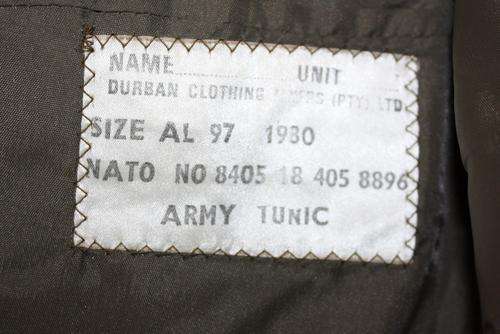 NAME UNIT
DURBAN CLOTHING (PTY) LTD.
SIZE AL 97 1980
NATO NO 8405 18 405 8896
ARMY TUNIC